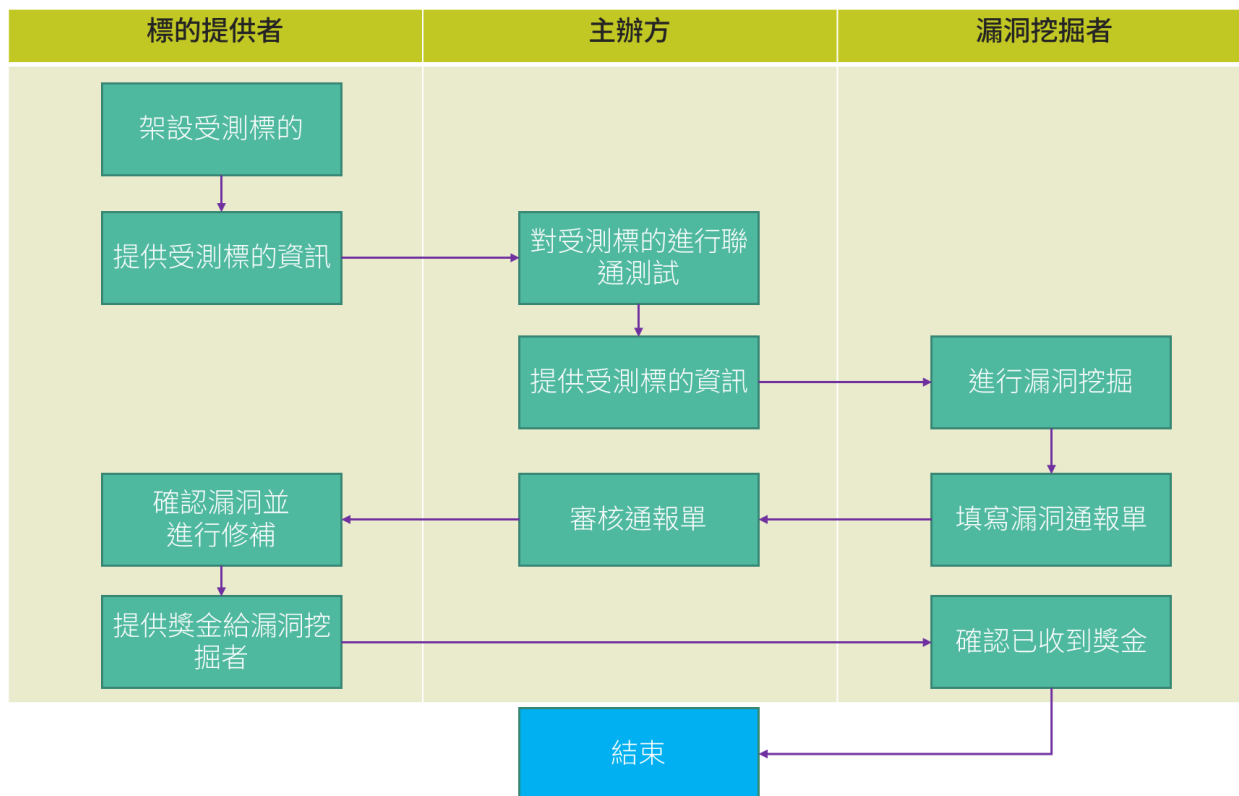 標的提供者
主辦方
漏洞挖掘者
架設受測標的
提供受測標的資訊
對受測標的進行聯
通測試
提供受測標的資訊
進行漏洞挖掘
確認漏洞並
進行修補
審核通報單
填寫漏洞通報單
提供獎金給漏洞挖
掘者
確認已收到獎金
結束